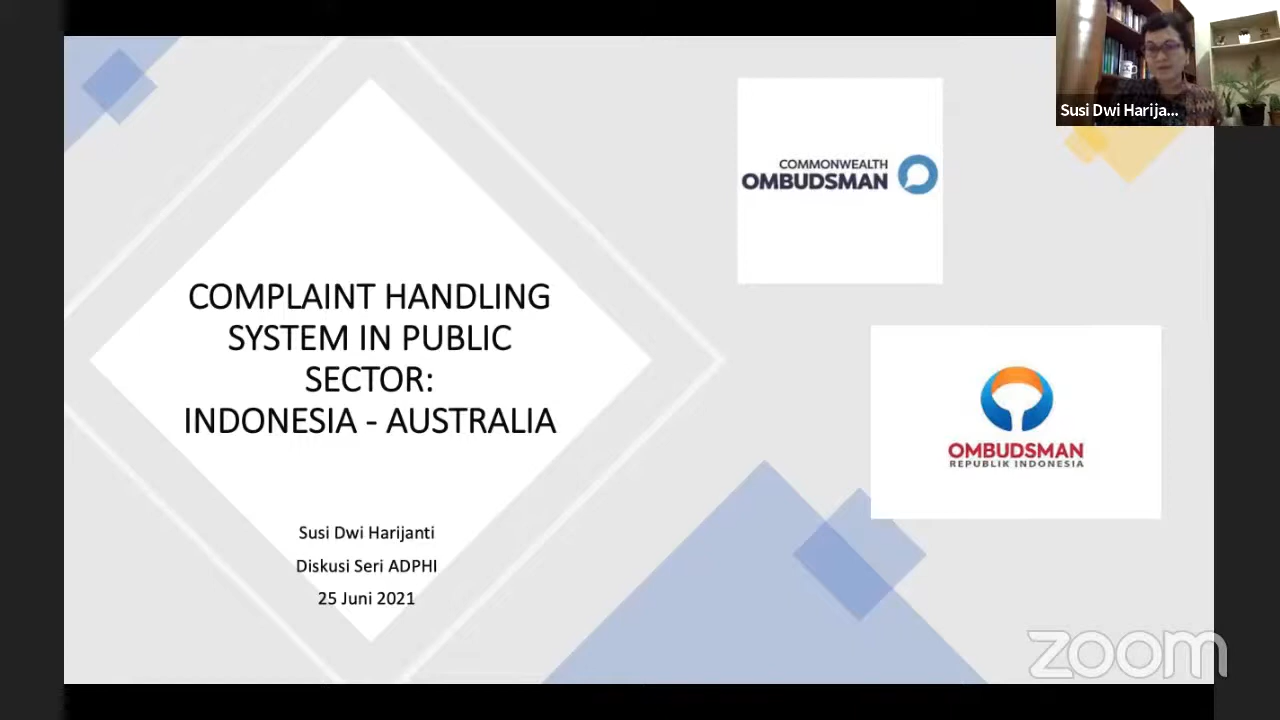 Susi Dwi Harija...
COMMONWEALTH
OMBUDSMAN
COMPLAINT HANDLING
SYSTEM IN PUBLIC
SECTOR:
INDONESIA - AUSTRALIA
OMBUDSMAN
REPUBLIK INDONESIA
Susi Dwi Harijanti
Diskusi Seri ADPHI
25 Juni 2021
zoom